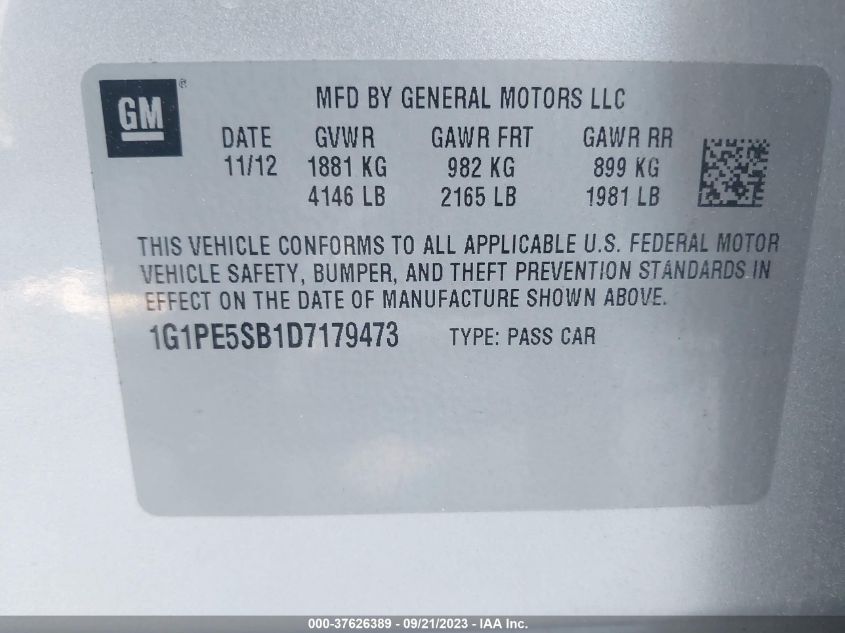 GM ®
MFD BY GENERAL MOTORS LLC
DATE GVWR GAWR FRT GAWR RR
11/12 1881 KG 982 KG 899 KG
4146 LB 2165 LB 1981 LB
THIS VEHICLE CONFORMS TO ALL APPLICABLE U.S. FEDERAL MOTOR
VEHICLE SAFETY, BUMPER, AND THEFT PREVENTION STANDARDS IN
EFFECT ON THE DATE OF MANUFACTURE SHOWN ABOVE.
1G1PE5SB1D7179473 TYPE: PASS CAR
000-37626389 - 09/21/2023 - IAA Inc.